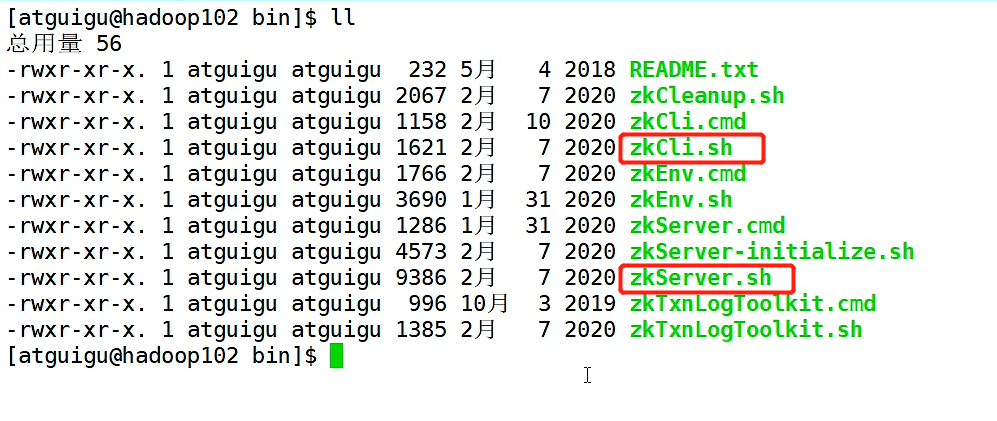 [atguigu@hadoop102 bin]$ ll
总用量 56
-rwxr-xr-x. 1 atguigu atguigu  232 5月   4 2018 README.txt
-rwxr-xr-x. 1 atguigu atguigu 2067 2月   7 2020 zkCleanup.sh
-rwxr-xr-x. 1 atguigu atguigu 1158 2月  10 2020 zkCli.cmd
-rwxr-xr-x. 1 atguigu atguigu 1621 2月   7 2020 zkCli.sh
-rwxr-xr-x. 1 atguigu atguigu 1766 2月   7 2020 zkEnv.cmd
-rwxr-xr-x. 1 atguigu atguigu 3690 1月  31 2020 zkEnv.sh
-rwxr-xr-x. 1 atguigu atguigu 1286 1月  31 2020 zkServer.cmd
-rwxr-xr-x. 1 atguigu atguigu 4573 2月   7 2020 zkServer-initialize.sh
-rwxr-xr-x. 1 atguigu atguigu 9386 2月   7 2020 zkServer.sh
-rwxr-xr-x. 1 atguigu atguigu  996 10月  3 2019 zkTxnLogToolkit.cmd
-rwxr-xr-x. 1 atguigu atguigu 1385 2月   7 2020 zkTxnLogToolkit.sh
[atguigu@hadoop102 bin]$